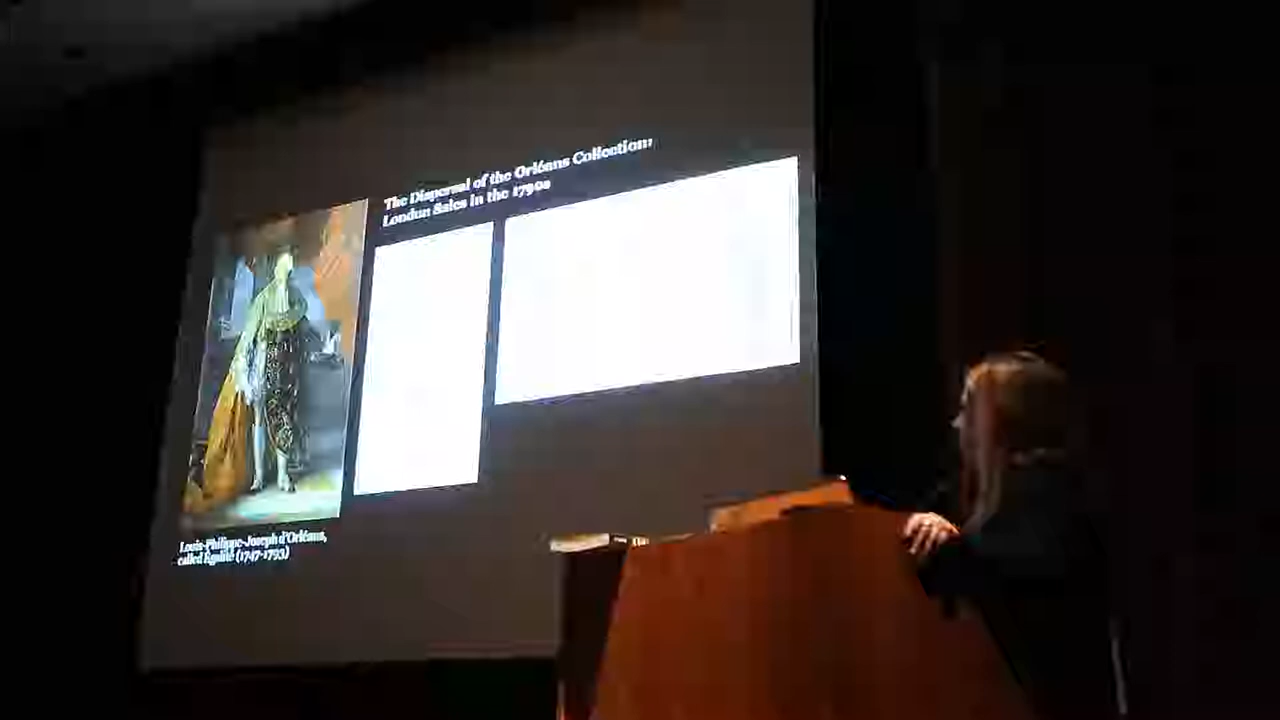 The Dispersal of the Orléans Collection:
London Sales in the 1790s
Louis-Philippe-Joseph d'Orléans,
called Égalité (1747-1793)